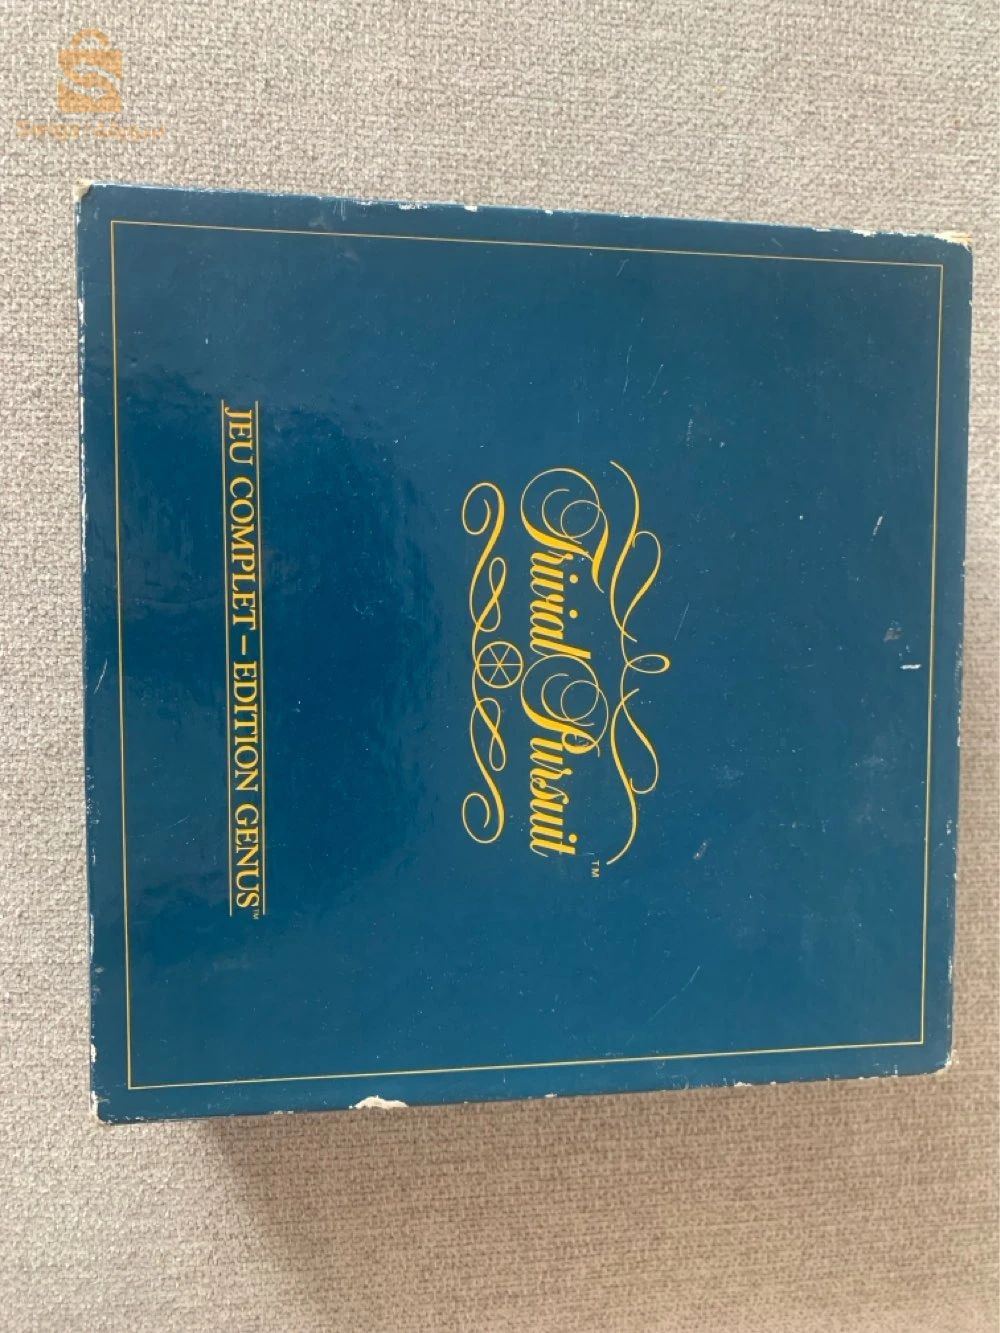 Trivial Pursuit™
JEU COMPLET – EDITION GENUS™